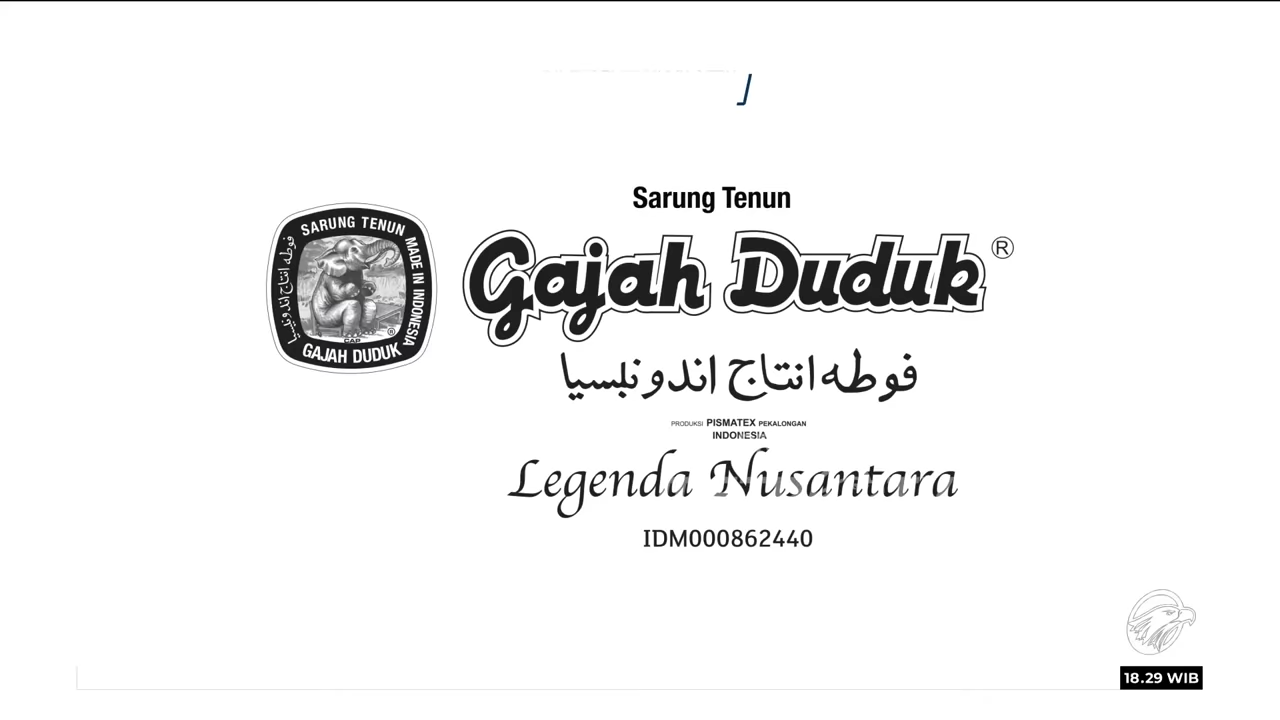 SARUNG TENUN
MADE IN INDONESIA
فوطه انتاج اندونيسيا
CAP
GAJAH DUDUK
®
Sarung Tenun
Gajah Duduk ®
فوطه انتاج اندونيسيا
PRODUKSI PISMATEX PEKALONGAN
INDONESIA
Legenda Nusantara
IDM000862440
18.29 WIB